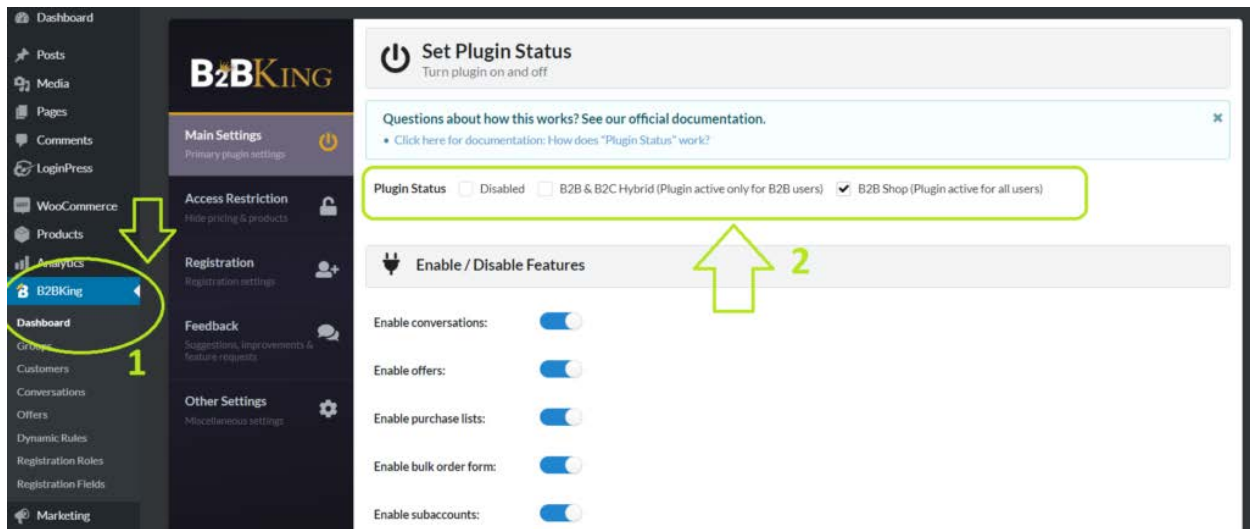 Dashboard
Posts
Media
Pages
Comments
LoginPress
WooCommerce
Products
Analytics
B2BKing
Dashboard
Groups
Customers
Conversations
Offers
Dynamic Rules
Registration Roles
Registration Fields
Marketing
1
B2BKING
Main Settings
Primary plugin settings
Access Restriction
Hide pricing & products
Registration
Registration settings
Feedback
Suggestions, improvements &
feature requests
Other Settings
Miscellaneous settings
Set Plugin Status
Turn plugin on and off
Questions about how this works? See our official documentation.
• Click here for documentation: How does "Plugin Status" work?
Plugin Status Disabled B2B & B2C Hybrid (Plugin active only for B2B users) B2B Shop (Plugin active for all users)
2
Enable / Disable Features
Enable conversations:
Enable offers:
Enable purchase lists:
Enable bulk order form:
Enable subaccounts: